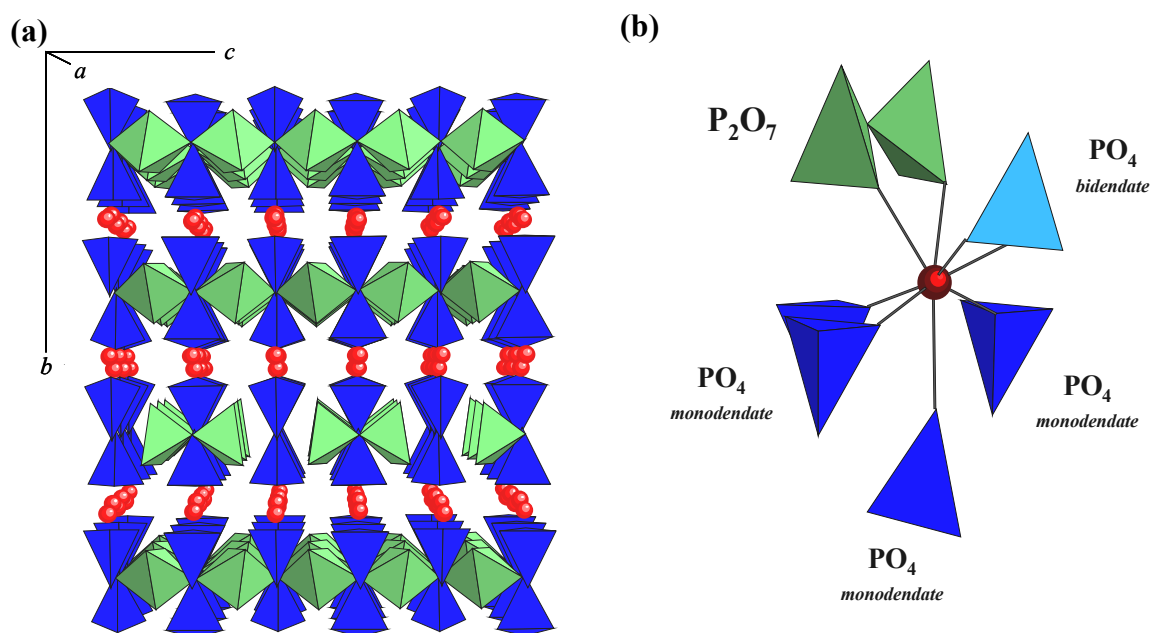 (a)
c
a
b
(b)
P2O7
PO4
bidendate
PO4
monodendate
PO4
monodendate
PO4
monodendate